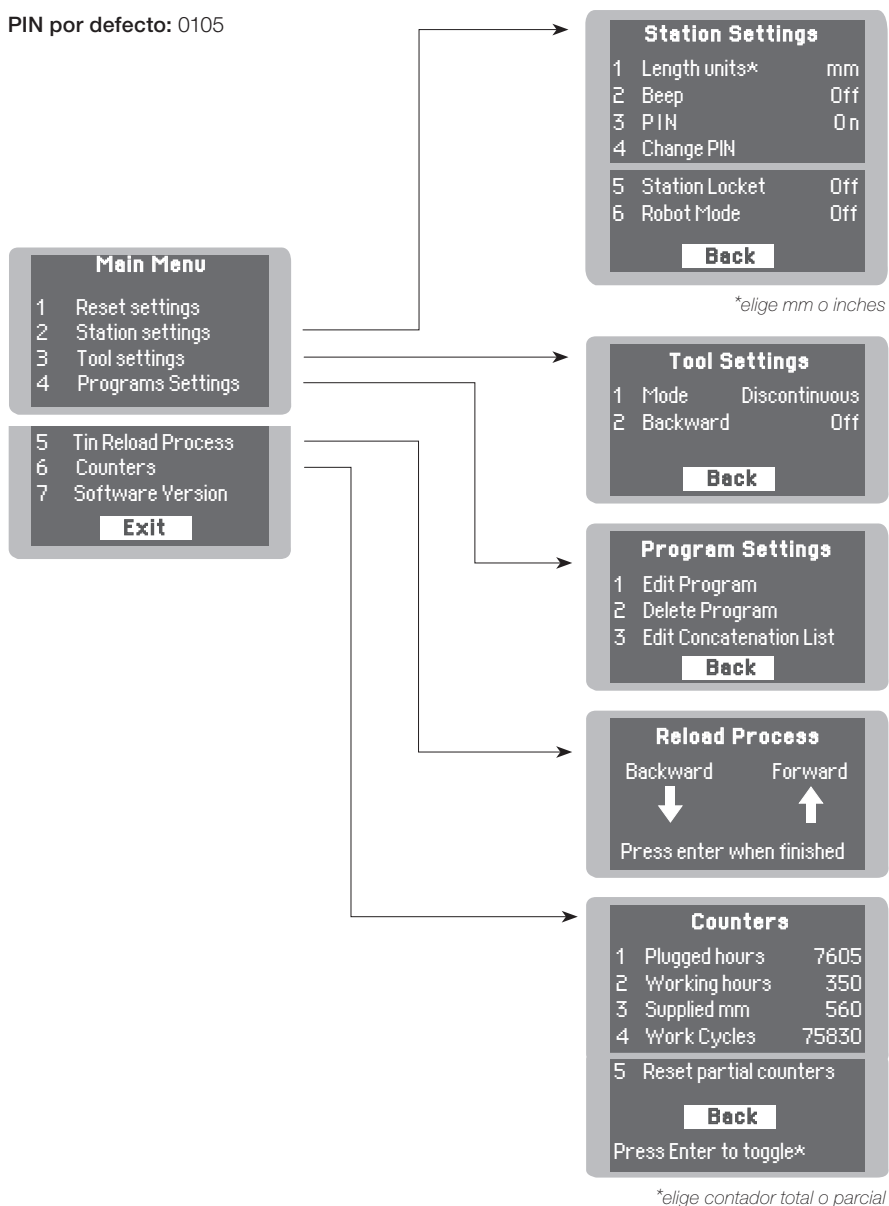 PIN por defecto: 0105
Main Menu
1 Reset settings
2 Station settings
3 Tool settings
4 Programs Settings
5 Tin Reload Process
6 Counters
7 Software Version
Exit
Station Settings
1 Length units* mm
2 Beep Off
3 PIN On
4 Change PIN
5 Station Locket Off
6 Robot Mode Off
Back
*elige mm o inches
Tool Settings
1 Mode Discontinuous
2 Backward Off
Back
Program Settings
1 Edit Program
2 Delete Program
3 Edit Concatenation List
Back
Reload Process
Backward Forward
Press enter when finished
Counters
1 Plugged hours 7605
2 Working hours 350
3 Supplied mm 560
4 Work Cycles 75830
5 Reset partial counters
Back
Press Enter to toggle*
*elige contador total o parcial